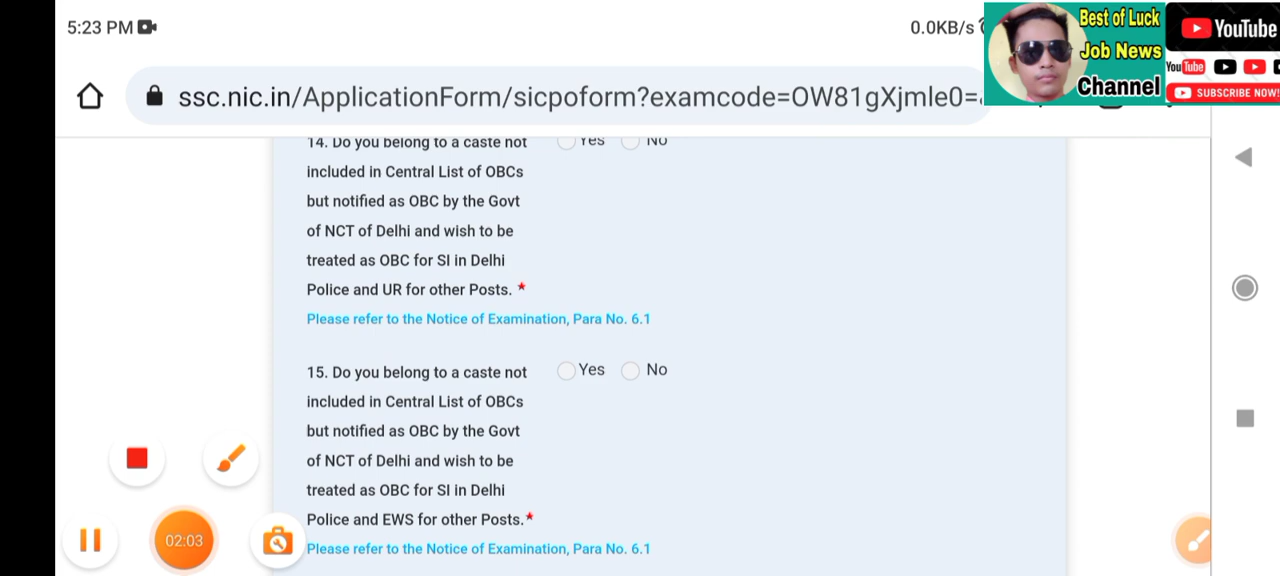 5:23 PM
0.0KB/s
Best of Luck
Job News
Channel
YouTube
YouTube
SUBSCRIBE NOW!
ssc.nic.in/ApplicationForm/sicpoform?examcode=OW81gXjmle0=
14. Do you belong to a caste not
Yes
No
included in Central List of OBCs
but notified as OBC by the Govt
of NCT of Delhi and wish to be
treated as OBC for SI in Delhi
Police and UR for other Posts. *
Please refer to the Notice of Examination, Para No. 6.1
15. Do you belong to a caste not
Yes
No
included in Central List of OBCs
but notified as OBC by the Govt
of NCT of Delhi and wish to be
treated as OBC for SI in Delhi
Police and EWS for other Posts.*
Please refer to the Notice of Examination, Para No. 6.1
02:03